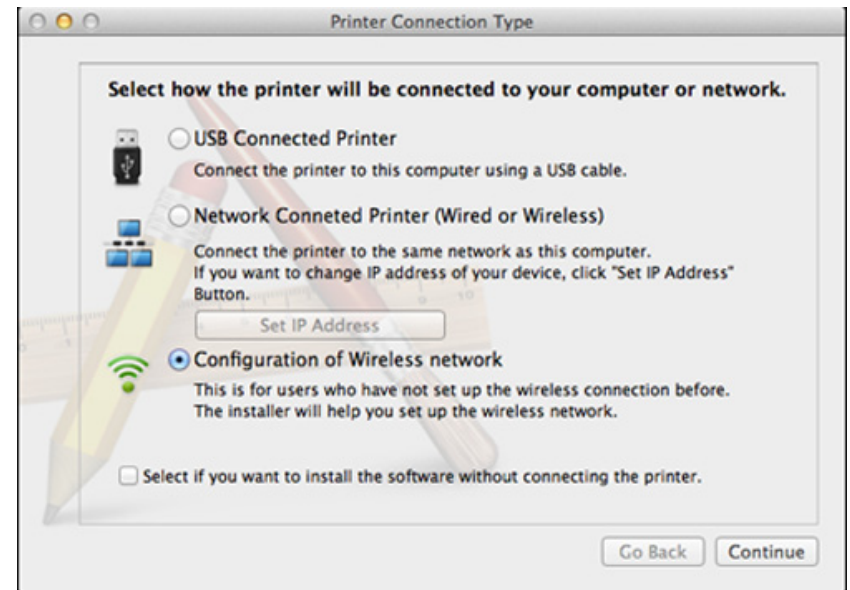 Printer Connection Type
Select how the printer will be connected to your computer or network.
USB Connected Printer
Connect the printer to this computer using a USB cable.
Network Conneted Printer (Wired or Wireless)
Connect the printer to the same network as this computer.
If you want to change IP address of your device, click "Set IP Address"
Button.
Set IP Address
Configuration of Wireless network
This is for users who have not set up the wireless connection before.
The installer will help you set up the wireless network.
Select if you want to install the software without connecting the printer.
Go Back
Continue